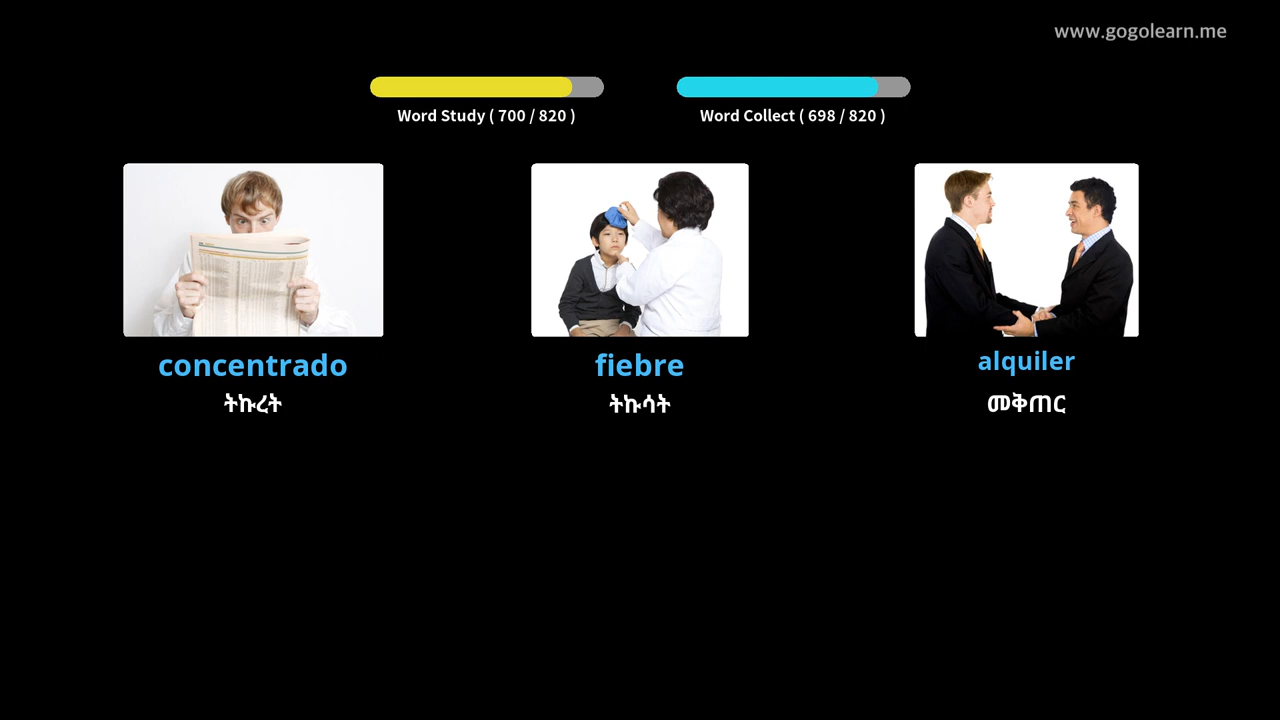 www.gogolearn.me
Word Study ( 700 / 820 )
Word Collect ( 698 / 820 )
concentrado
fiebre
alquiler
ትኩረት
ትኩሳት
መቅጠር